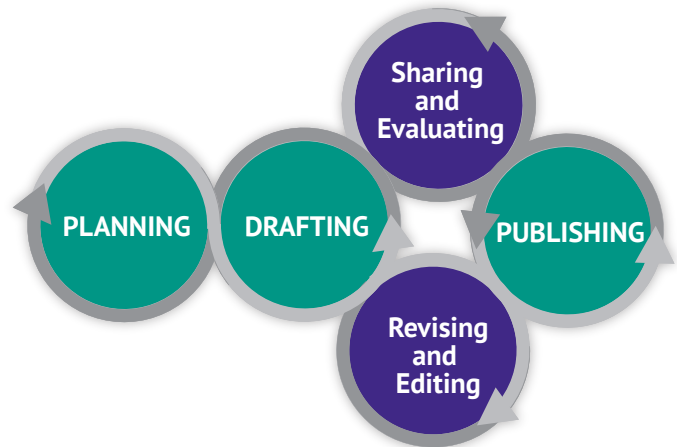 PLANNING
DRAFTING
Sharing
and
Evaluating
Revising
and
Editing
PUBLISHING